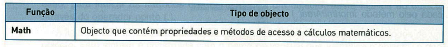 Função Tipo de objecto
Math Objecto que contém propriedades e métodos de acesso a cálculos matemáticos.